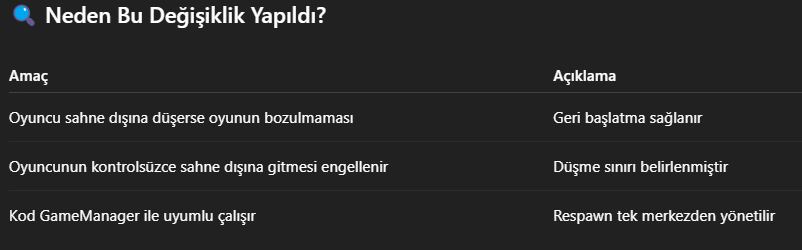 🔍 Neden Bu Değişiklik Yapıldı?
Amaç Açıklama
Oyuncu sahne dışına düşerse oyunun bozulmaması Geri başlatma sağlanır
Oyuncunun kontrolsüzce sahne dışına gitmesi engellenir Düşme sınırı belirlenmiştir
Kod GameManager ile uyumlu çalışır Respawn tek merkezden yönetilir